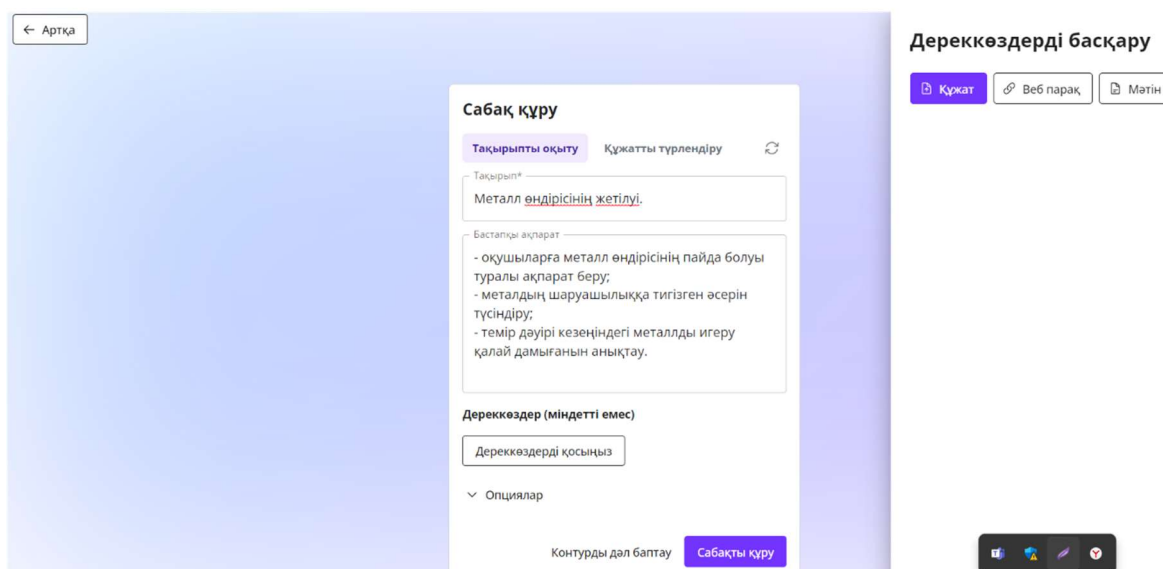 Артқа
Дереккөздерді басқару
Құжат
Веб парақ
Мәтін
Сабақ құру
Тақырыпты оқыту
Құжатты түрлендіру
Тақырып*
Металл өндірісінің жетілуі.
Бастапқы ақпарат
- оқушыларға металл өндірісінің пайда болуы
туралы ақпарат беру;
- металдың шаруашылыққа тигізген әсерін
түсіндіру;
- темір дәуірі кезеңіндегі металлды игеру
қалай дамығанын анықтау.
Дереккөздер (міндетті емес)
Дереккөздерді қосыңыз
Опциялар
Контурды дәл баптау
Сабақты құру